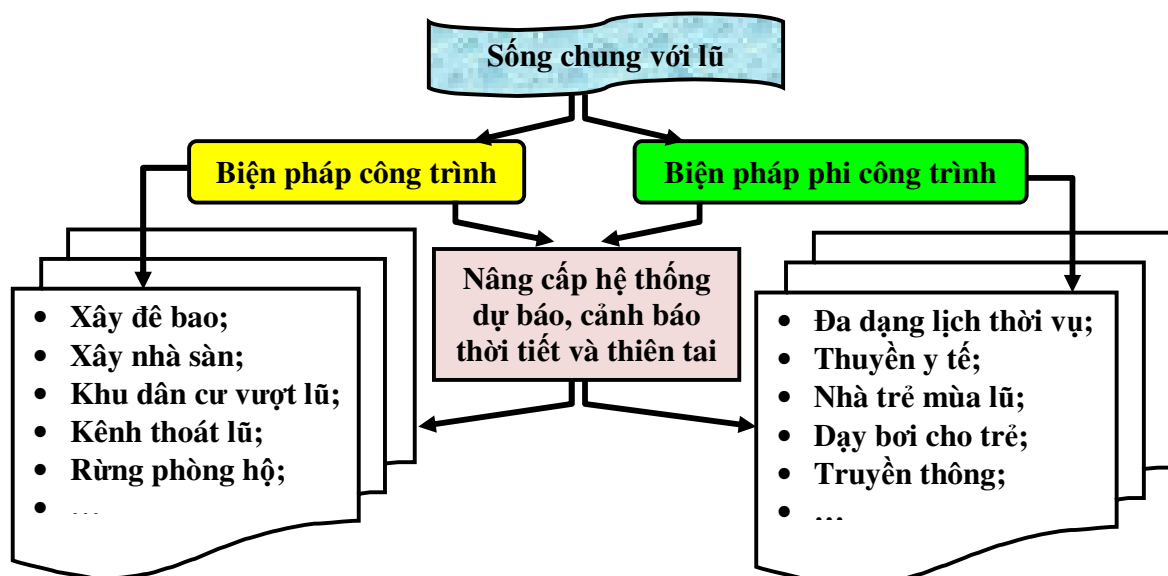 Sống chung với lũ
Biện pháp công trình
Biện pháp phi công trình
Nâng cấp hệ thống
dự báo, cảnh báo
thời tiết và thiên tai
• Xây đê bao;
• Xây nhà sàn;
• Khu dân cư vượt lũ;
• Kênh thoát lũ;
• Rừng phòng hộ;
• …
• Đa dạng lịch thời vụ;
• Thuyền y tế;
• Nhà trẻ mùa lũ;
• Dạy bơi cho trẻ;
• Truyền thông;
• …